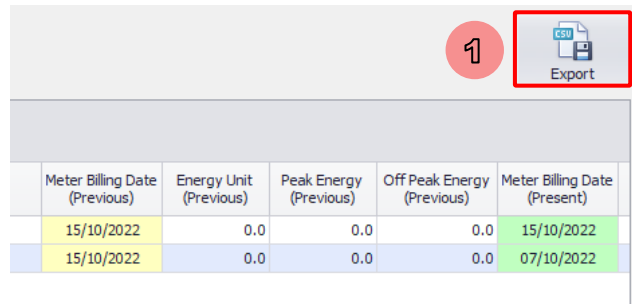 1
CSV
Export
Meter Billing Date (Previous) Energy Unit (Previous) Peak Energy (Previous) Off Peak Energy (Previous) Meter Billing Date (Present)
15/10/2022 0.0 0.0 0.0 15/10/2022
15/10/2022 0.0 0.0 0.0 07/10/2022